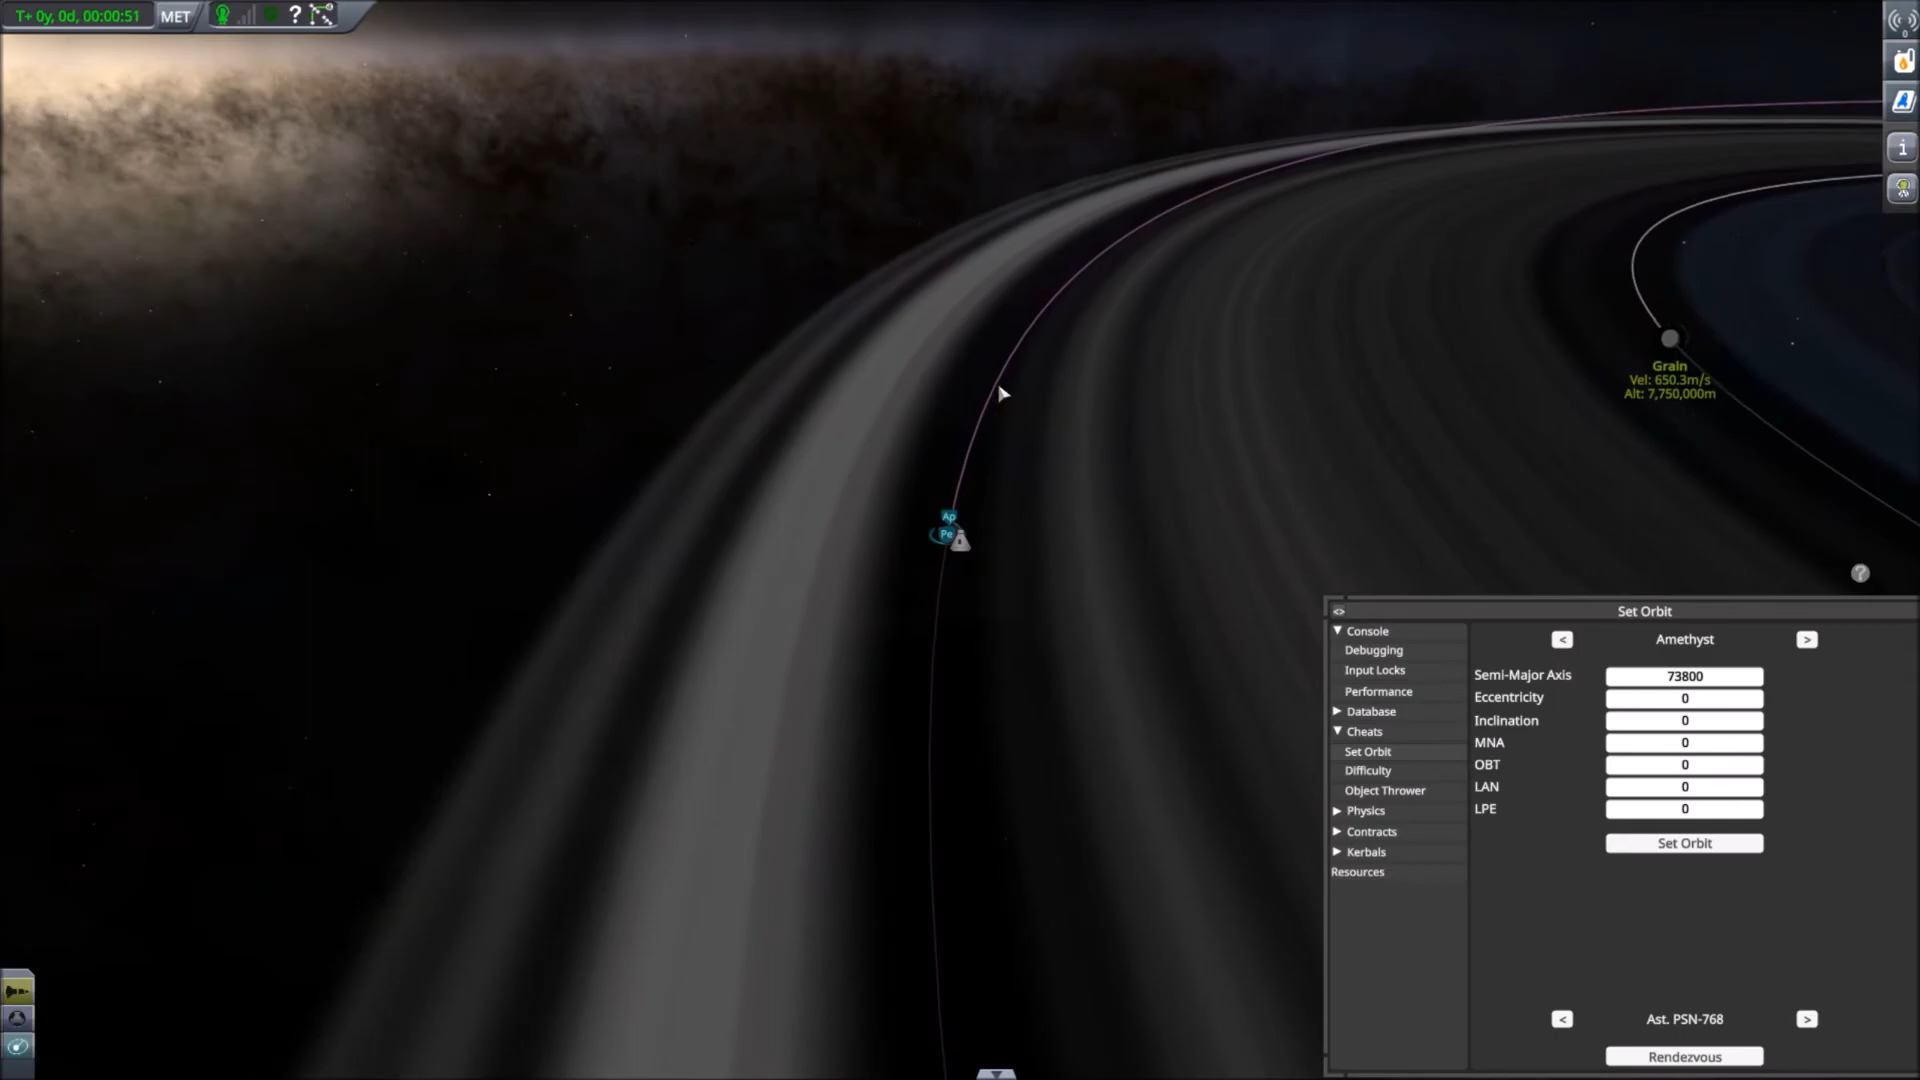 T+ 0y, 0d, 00:00:51 MET
?
0
i
Grain
Vel: 650.3m/s
Alt: 7,750,000m
Ap
Pe
?
<> Set Orbit
Console
Debugging
Input Locks
Performance
Database
Cheats
Set Orbit
Difficulty
Object Thrower
Physics
Contracts
Kerbals
Resources
< Amethyst >
Semi-Major Axis 73800
Eccentricity 0
Inclination 0
MNA 0
OBT 0
LAN 0
LPE 0
Set Orbit
< Ast. PSN-768 >
Rendezvous